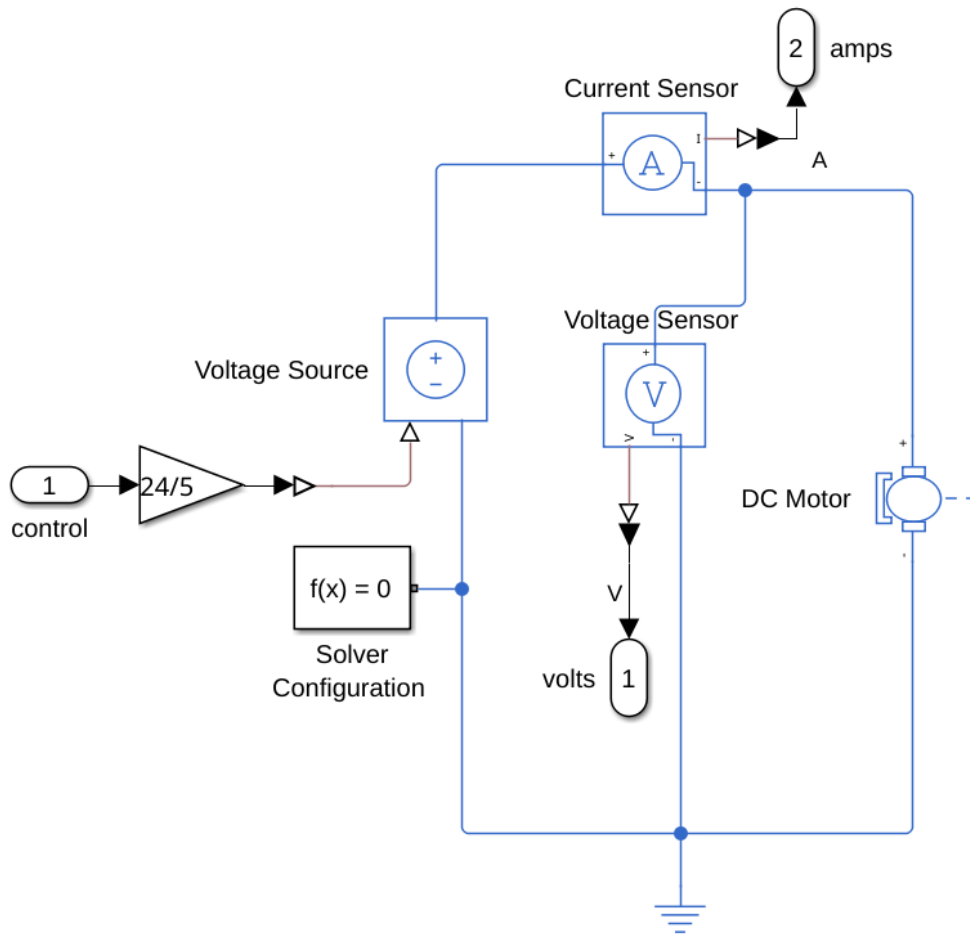 2 amps
Current Sensor
I
+
A
-
A
Voltage Sensor
+
V
V
-
Voltage Source
+
−
1
24/5
control
+
DC Motor
-
f(x) = 0
Solver
Configuration
V
volts 1